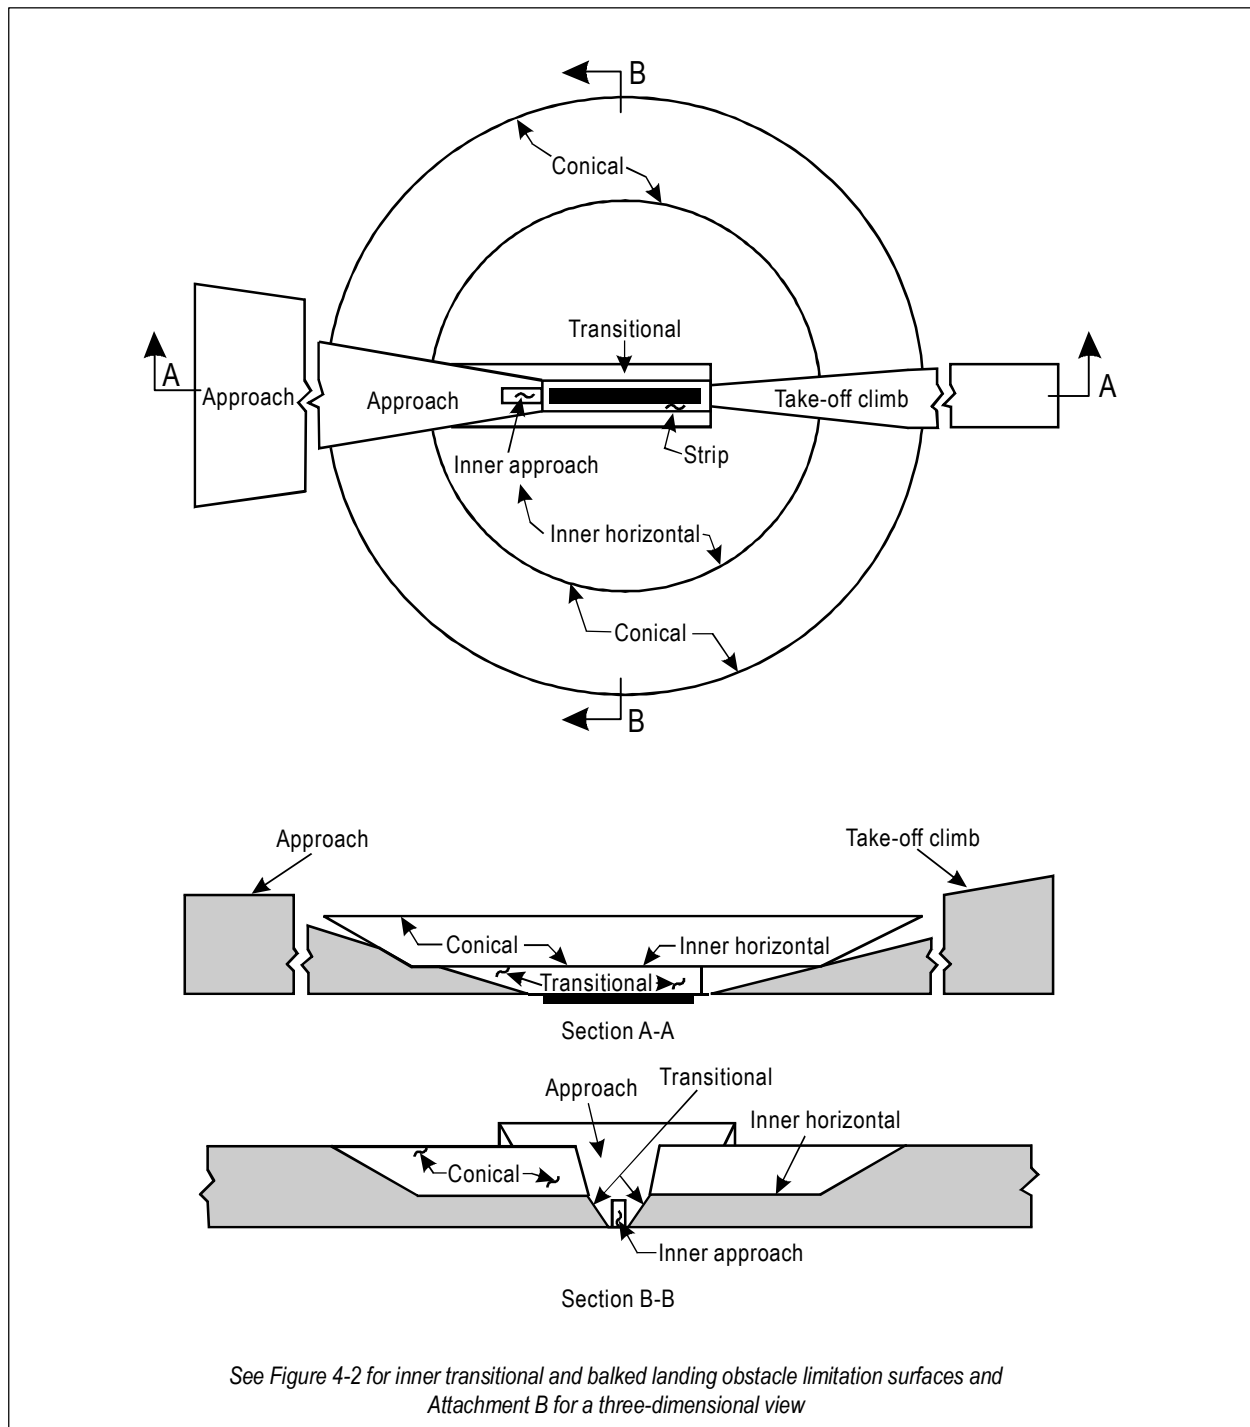 B
Conical
Transitional
A
A
Approach
Approach
Take-off climb
Inner approach
Strip
Inner horizontal
Conical
B
Approach
Take-off climb
Conical
Inner horizontal
Transitional
Section A-A
Transitional
Approach
Inner horizontal
Conical
Inner approach
Section B-B
See Figure 4-2 for inner transitional and balked landing obstacle limitation surfaces and
Attachment B for a three-dimensional view